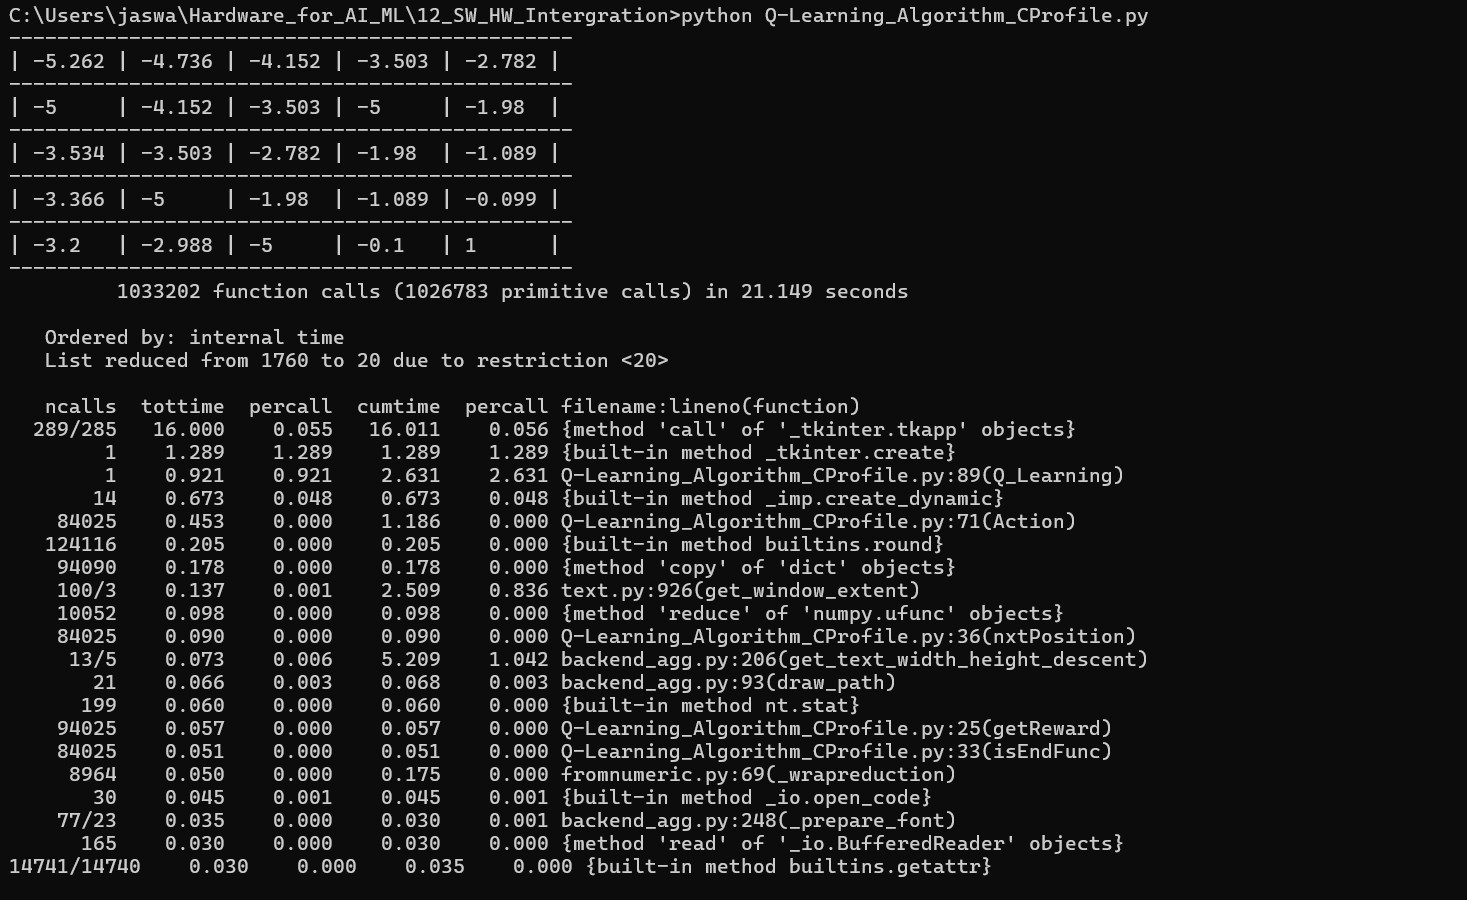 C:\Users\jaswa\Hardware_for_AI_ML\12_SW_HW_Intergration>python Q-Learning_Algorithm_CProfile.py
-----------------------------------------------
| -5.262 | -4.736 | -4.152 | -3.503 | -2.782 |
-----------------------------------------------
| -5     | -4.152 | -3.503 | -5     | -1.98  |
-----------------------------------------------
| -3.534 | -3.503 | -2.782 | -1.98  | -1.089 |
-----------------------------------------------
| -3.366 | -5     | -1.98  | -1.089 | -0.099 |
-----------------------------------------------
| -3.2   | -2.988 | -5     | -0.1   | 1      |
-----------------------------------------------
         1033202 function calls (1026783 primitive calls) in 21.149 seconds

   Ordered by: internal time
   List reduced from 1760 to 20 due to restriction <20>

   ncalls  tottime  percall  cumtime  percall filename:lineno(function)
  289/285   16.000    0.055   16.011    0.056 {method 'call' of '_tkinter.tkapp' objects}
        1    1.289    1.289    1.289    1.289 {built-in method _tkinter.create}
        1    0.921    0.921    2.631    2.631 Q-Learning_Algorithm_CProfile.py:89(Q_Learning)
       14    0.673    0.048    0.673    0.048 {built-in method _imp.create_dynamic}
    84025    0.453    0.000    1.186    0.000 Q-Learning_Algorithm_CProfile.py:71(Action)
   124116    0.205    0.000    0.205    0.000 {built-in method builtins.round}
    94090    0.178    0.000    0.178    0.000 {method 'copy' of 'dict' objects}
    100/3    0.137    0.001    2.509    0.836 text.py:926(get_window_extent)
    10052    0.098    0.000    0.098    0.000 {method 'reduce' of 'numpy.ufunc' objects}
    84025    0.090    0.000    0.090    0.000 Q-Learning_Algorithm_CProfile.py:36(nxtPosition)
     13/5    0.073    0.006    5.209    1.042 backend_agg.py:206(get_text_width_height_descent)
       21    0.066    0.003    0.068    0.003 backend_agg.py:93(draw_path)
      199    0.060    0.000    0.060    0.000 {built-in method nt.stat}
    94025    0.057    0.000    0.057    0.000 Q-Learning_Algorithm_CProfile.py:25(getReward)
    84025    0.051    0.000    0.051    0.000 Q-Learning_Algorithm_CProfile.py:33(isEndFunc)
     8964    0.050    0.000    0.175    0.000 fromnumeric.py:69(_wrapreduction)
       30    0.045    0.001    0.045    0.001 {built-in method _io.open_code}
    77/23    0.035    0.000    0.030    0.001 backend_agg.py:248(_prepare_font)
      165    0.030    0.000    0.030    0.000 {method 'read' of '_io.BufferedReader' objects}
14741/14740    0.030    0.000    0.035    0.000 {built-in method builtins.getattr}